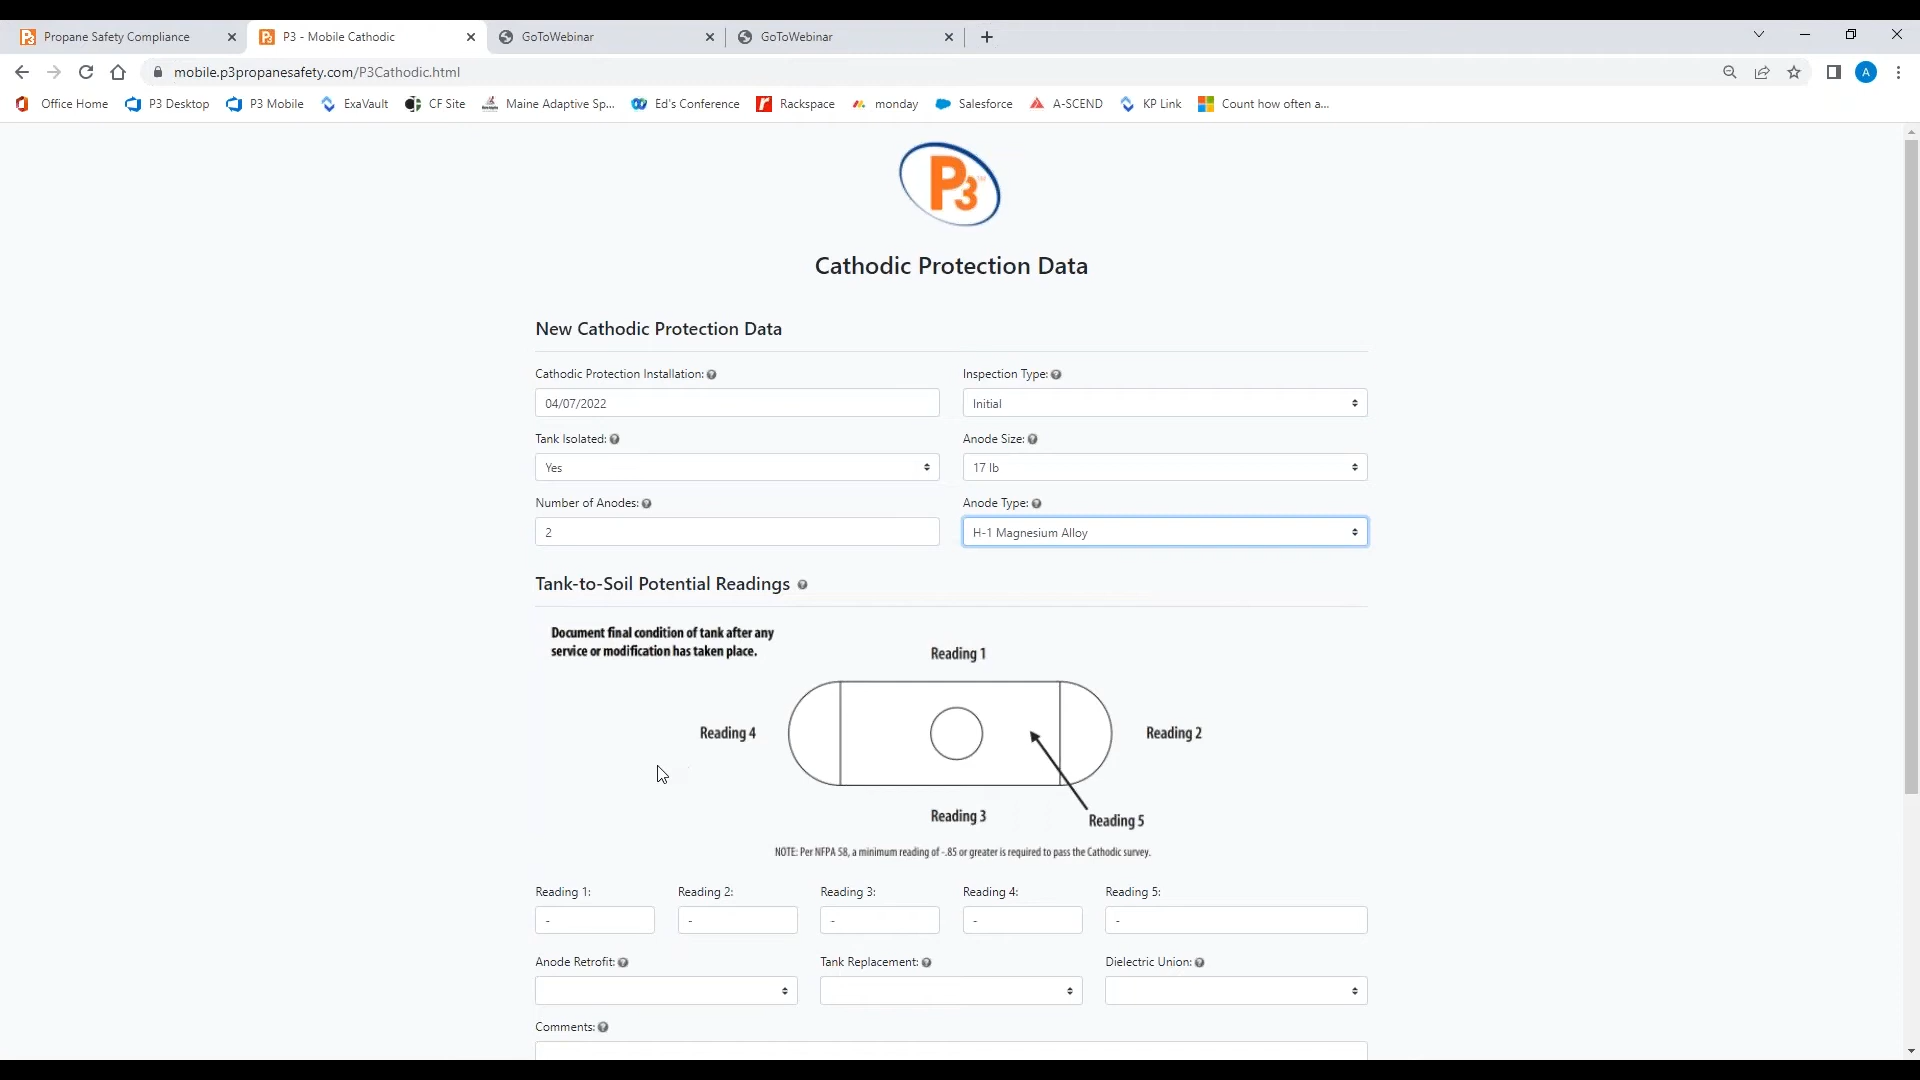 Propane Safety Compliance
P3 - Mobile Cathodic
GoToWebinar
GoToWebinar
mobile.p3propanesafety.com/P3Cathodic.html
A
Office Home
P3 Desktop
P3 Mobile
ExaVault
CF Site
Maine Adaptive Sp...
Ed's Conference
Rackspace
monday
Salesforce
A-SCEND
KP Link
Count how often a...
P3
Cathodic Protection Data
New Cathodic Protection Data
Cathodic Protection Installation:
Inspection Type:
04/07/2022
Initial
Tank Isolated:
Anode Size:
Yes
17 lb
Number of Anodes:
Anode Type:
2
H-1 Magnesium Alloy
Tank-to-Soil Potential Readings
Document final condition of tank after any
service or modification has taken place.
Reading 1
Reading 4
Reading 2
Reading 3
Reading 5
NOTE: Per NFPA 58, a minimum reading of -.85 or greater is required to pass the Cathodic survey.
Reading 1:
Reading 2:
Reading 3:
Reading 4:
Reading 5:
-
-
-
-
-
Anode Retrofit:
Tank Replacement:
Dielectric Union:
Comments: